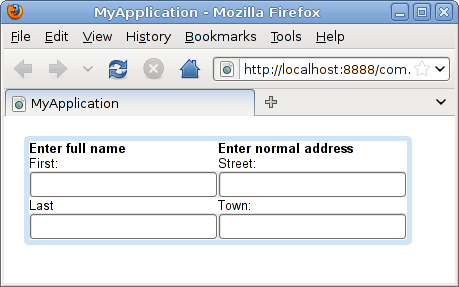 MyApplication - Mozilla Firefox
File Edit View History Bookmarks Tools Help
http://localhost:8888/com.
MyApplication
Enter full name Enter normal address
First: Street:
Last Town: